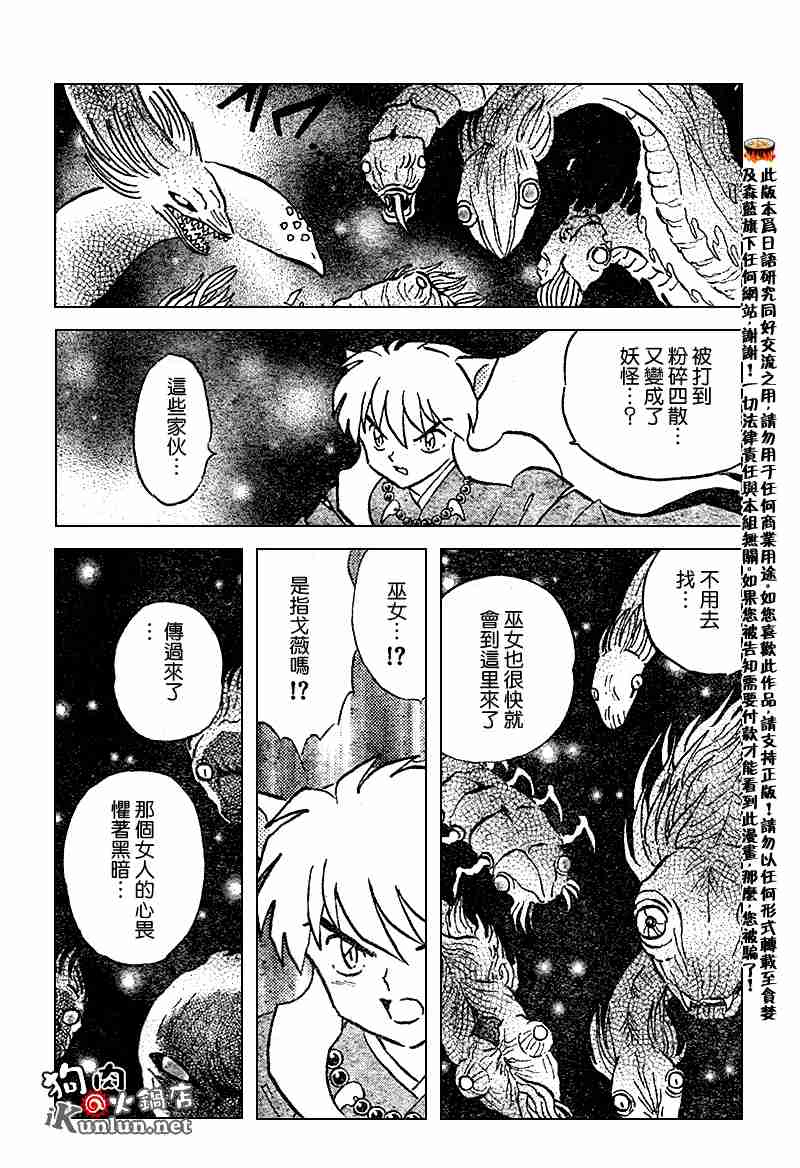 被打到
粉碎四散…
又變成了
妖怪…?
這些家伙…
不用去
找…
巫女也很快就
會到這里來了
巫女…!?
是指戈薇嗎!?
傳過來了
…
那個女人的心畏
懼著黑暗…
此版本爲日語研究同好交流之用，請勿用于任何商業用途。如您喜歡此作品，請支持正版！請勿以任何形式轉載至貪婪
及森藍旗下任何網站，謝謝！一切法律責任與本組無關。如果您被告知需要付款才能看到此漫畫，那麼，您被騙了！
狗肉
火鍋店
iKunlun.net